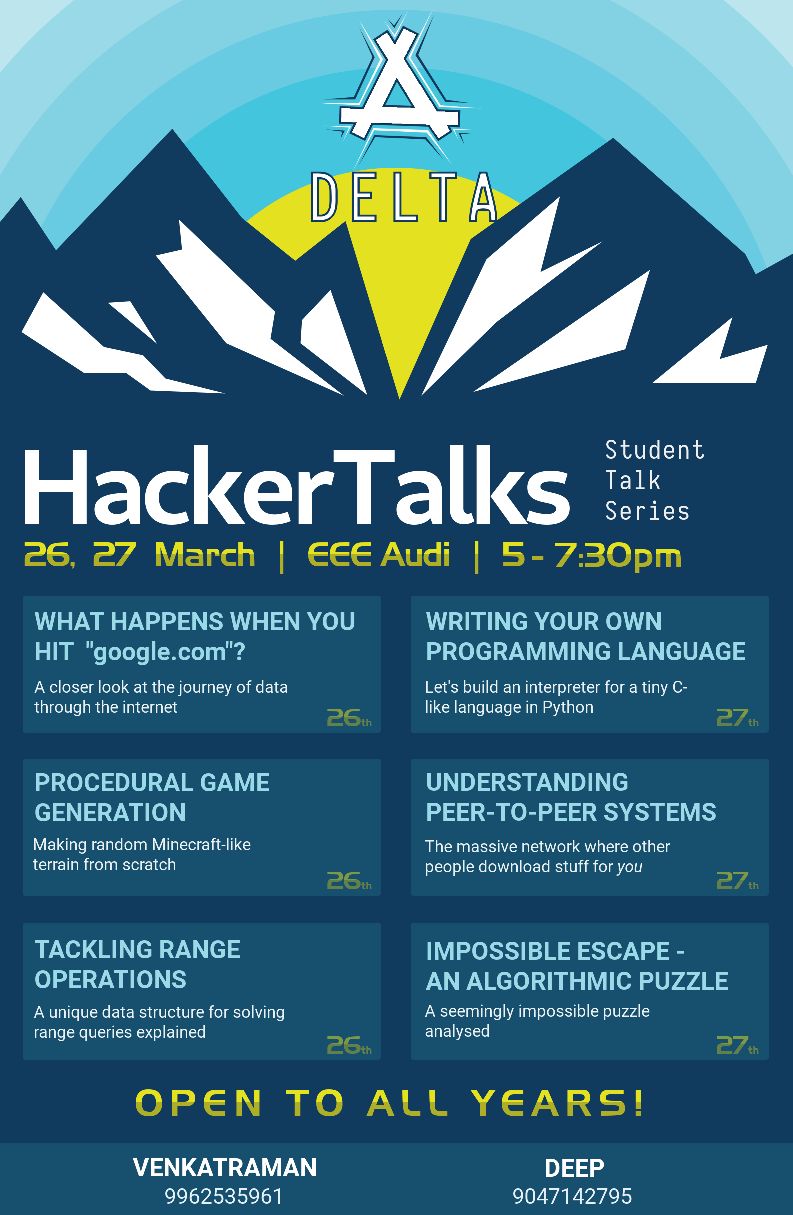 DELTA
HackerTalks
Student
Talk
Series
26, 27 March | EEE Audi | 5 - 7:30pm
WHAT HAPPENS WHEN YOU
HIT "google.com"?
A closer look at the journey of data
through the internet
26th
WRITING YOUR OWN
PROGRAMMING LANGUAGE
Let's build an interpreter for a tiny C-
like language in Python
27th
PROCEDURAL GAME
GENERATION
Making random Minecraft-like
terrain from scratch
26th
UNDERSTANDING
PEER-TO-PEER SYSTEMS
The massive network where other
people download stuff for you
27th
TACKLING RANGE
OPERATIONS
A unique data structure for solving
range queries explained
26th
IMPOSSIBLE ESCAPE -
AN ALGORITHMIC PUZZLE
A seemingly impossible puzzle
analysed
27th
OPEN TO ALL YEARS!
VENKATRAMAN
9962535961
DEEP
9047142795